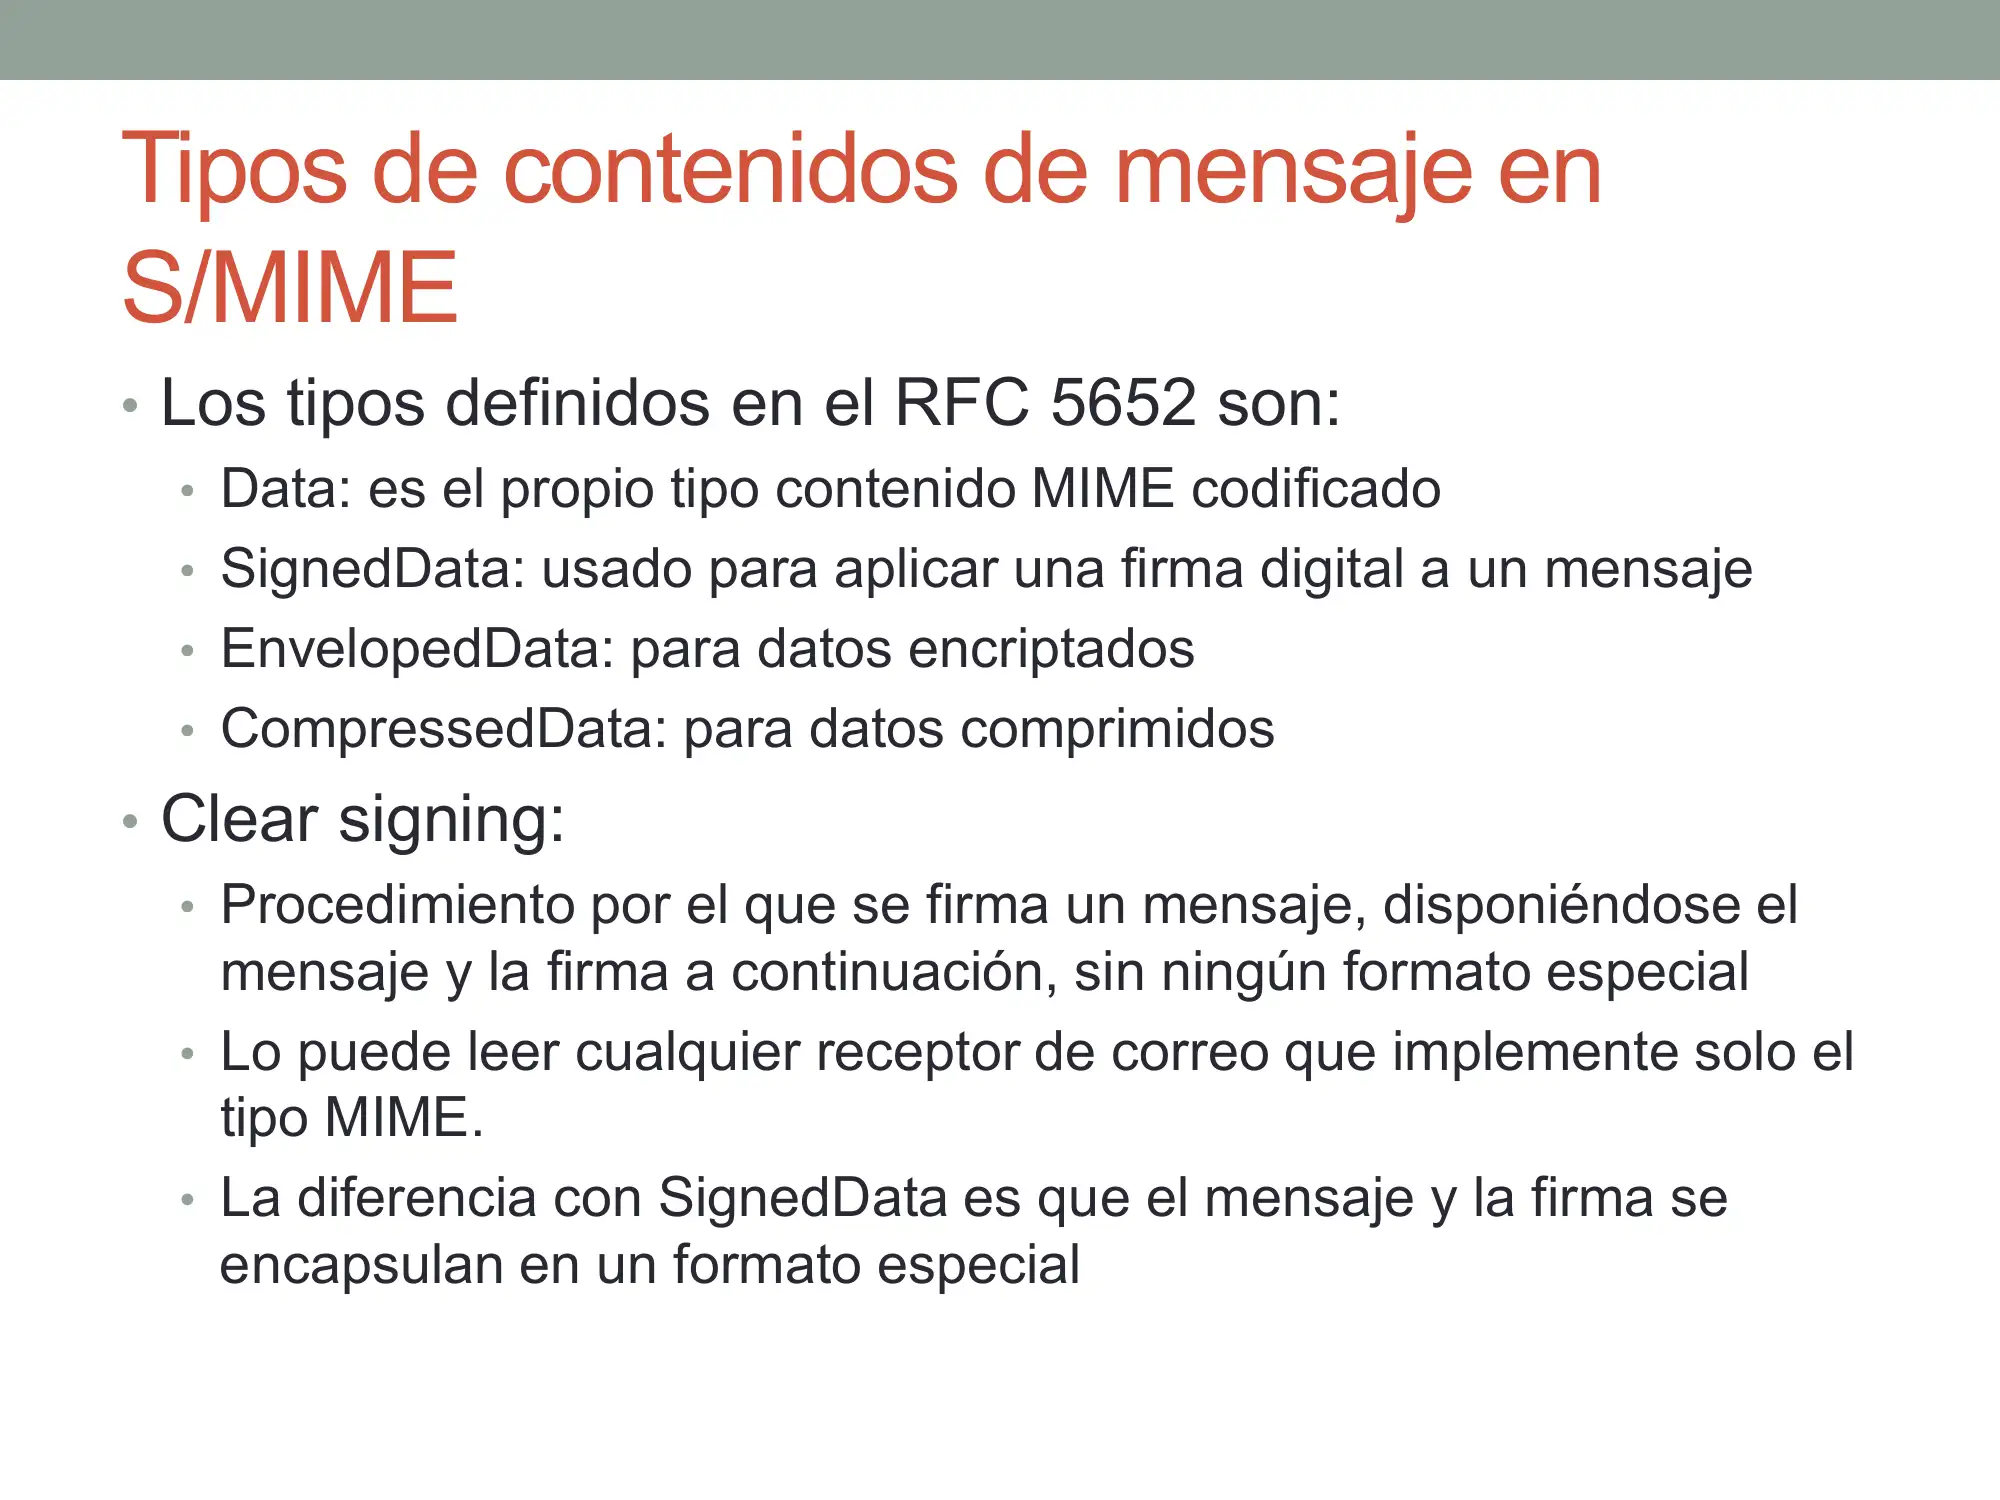 Tipos de contenidos de mensaje en
S/MIME
• Los tipos definidos en el RFC 5652 son:
• Data: es el propio tipo contenido MIME codificado
• SignedData: usado para aplicar una firma digital a un mensaje
• EnvelopedData: para datos encriptados
• CompressedData: para datos comprimidos
• Clear signing:
• Procedimiento por el que se firma un mensaje, disponiéndose el
mensaje y la firma a continuación, sin ningún formato especial
• Lo puede leer cualquier receptor de correo que implemente solo el
tipo MIME.
• La diferencia con SignedData es que el mensaje y la firma se
encapsulan en un formato especial